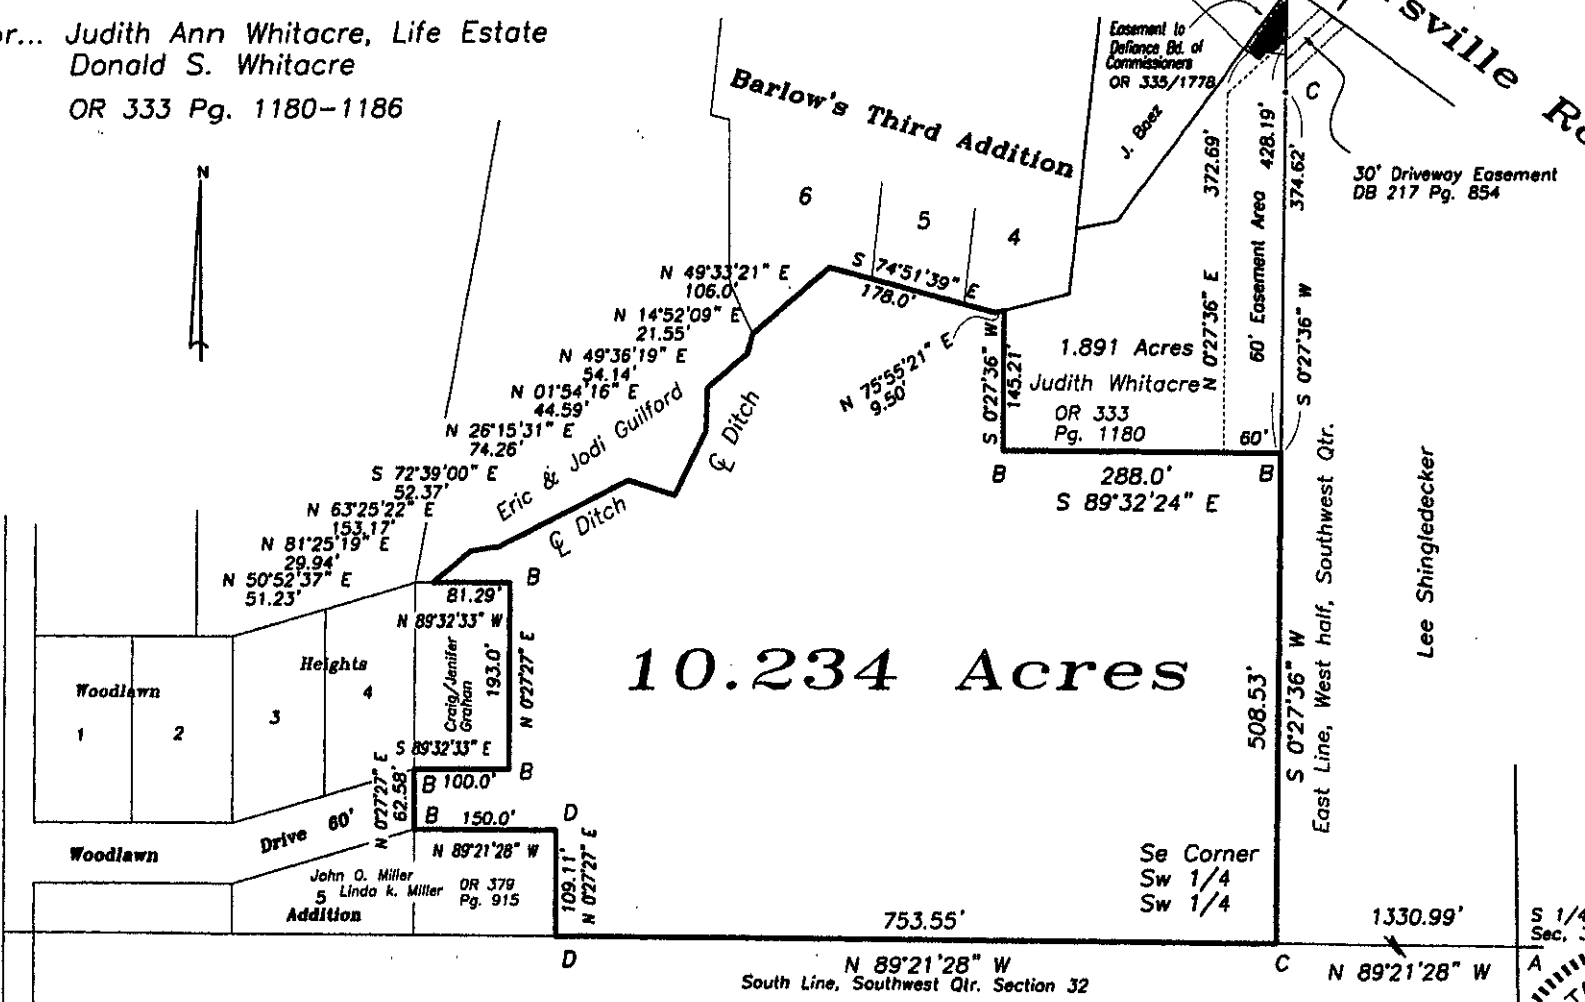 or... Judith Ann Whitacre, Life Estate
Donald S. Whitacre
OR 333 Pg. 1180-1186
N
Barlow's Third Addition
6
5
4
Easement to
Defiance Bd. of
Commissioners
OR 335/1778
J. Baez
sville
C
30' Driveway Easement
DB 217 Pg. 854
372.69'
N 0°27'36" E
60' Easement Area
428.19'
374.62'
S 0°27'36" W
N 49°33'21" E
106.0'
N 14°52'09" E
21.55'
N 49°36'19" E
54.14'
N 01°54'16" E
44.59'
N 26°15'31" E
74.26'
S 72°39'00" E
52.37'
N 63°25'22" E
153.17'
N 81°25'19" E
29.94'
N 50°52'37" E
51.23'
S 74°51'39" E
178.0'
N 75°55'21" E
9.50'
S 0°27'36" W
145.21'
1.891 Acres
Judith Whitacre
OR 333
Pg. 1180
60'
B
288.0'
B
S 89°32'24" E
Eric & Jodi Guilford
℄ Ditch
℄ Ditch
B
81.29'
N 89°32'33" W
Craig/Jenifer
Grahan
193.0'
N 0°27'27" E
S 89°32'33" E
B
100.0'
B
N 0°27'27" E
62.58'
B
150.0'
D
N 89°21'28" W
109.11'
N 0°27'27" E
Heights
Woodlawn
1
2
3
4
Drive 60'
Woodlawn
John O. Miller
5 Linda k. Miller
OR 379
Pg. 915
Addition
10.234 Acres
508.53'
S 0°27'36" W
East Line, West half, Southwest Qtr.
Lee Shingledecker
Se Corner
Sw 1/4
Sw 1/4
753.55'
1330.99'
S 1/4
Sec.
D
N 89°21'28" W
C
N 89°21'28" W
A
South Line, Southwest Qtr. Section 32